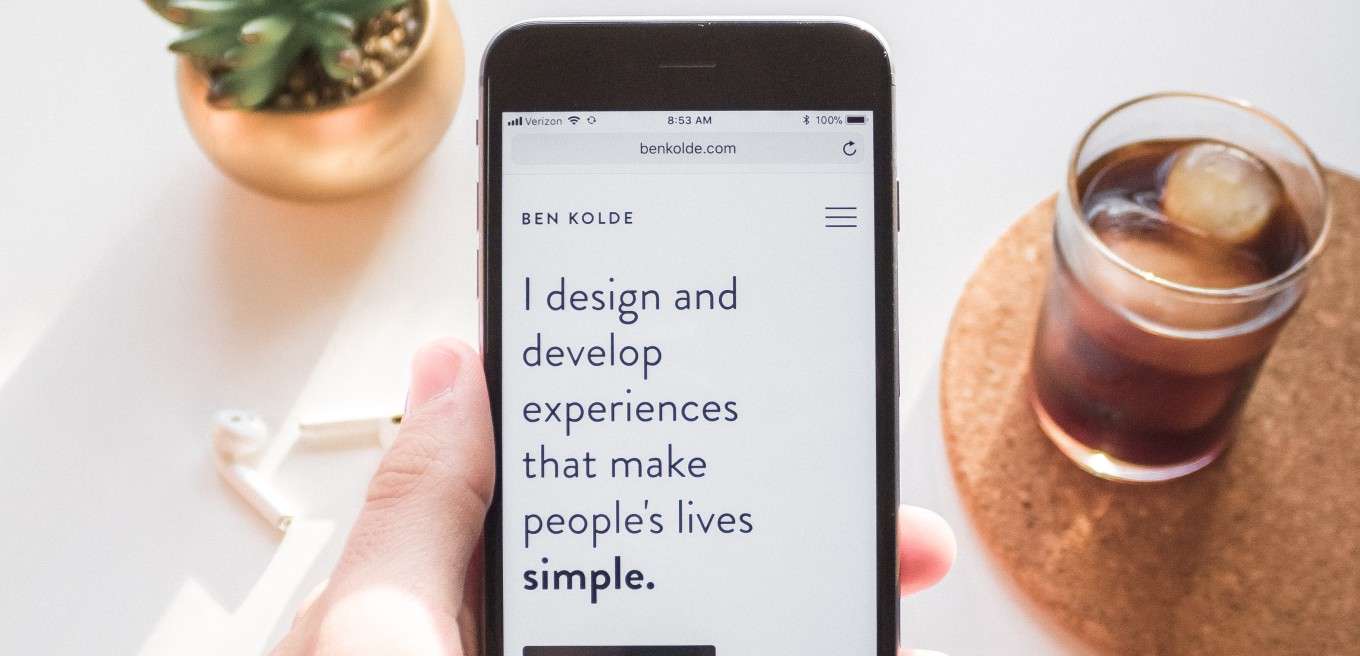 Verizon 8:53 AM 100%
benkolde.com
BEN KOLDE
I design and
develop
experiences
that make
people's lives
simple.